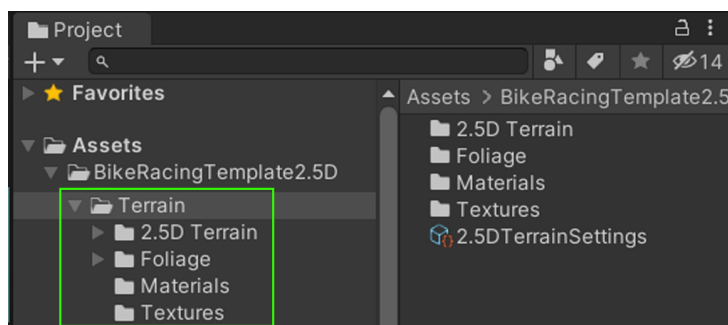 Project
14
Favorites
Assets
BikeRacingTemplate2.5D
Terrain
2.5D Terrain
Foliage
Materials
Textures
Assets > BikeRacingTemplate2.5
2.5D Terrain
Foliage
Materials
Textures
2.5DTerrainSettings